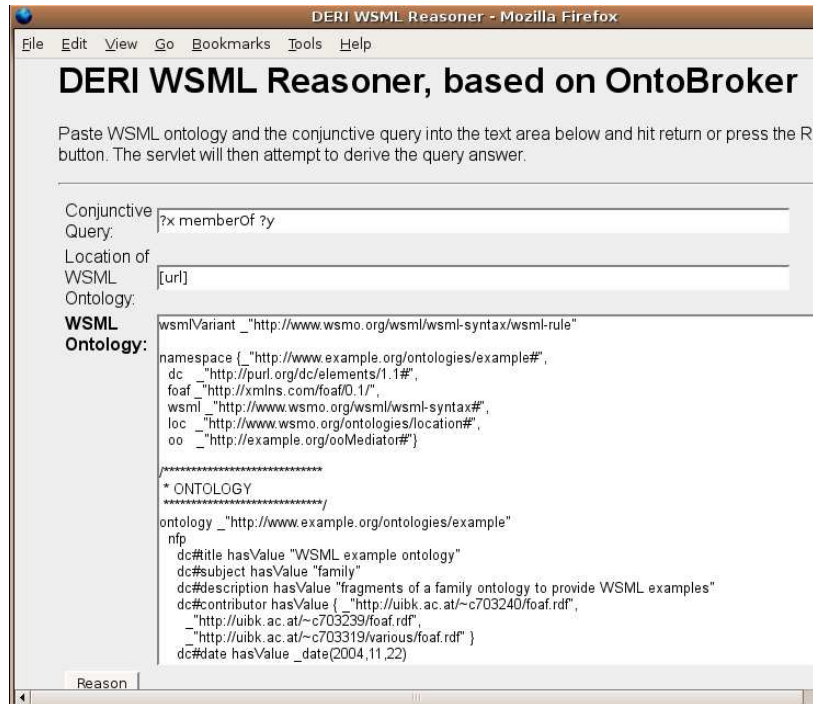 DERI WSML Reasoner - Mozilla Firefox
File Edit View Go Bookmarks Tools Help
DERI WSML Reasoner, based on OntoBroker
Paste WSML ontology and the conjunctive query into the text area below and hit return or press the R
button. The servlet will then attempt to derive the query answer.
Conjunctive
Query:
?x memberOf ?y
Location of
WSML
Ontology:
[url]
WSML
Ontology:
wsmlVariant _"http://www.wsmo.org/wsml/wsml-syntax/wsml-rule"
namespace {_"http://www.example.org/ontologies/example#",
dc _"http://purl.org/dc/elements/1.1#",
foaf _"http://xmlns.com/foaf/0.1/",
wsml _"http://www.wsmo.org/wsml/wsml-syntax#",
loc _"http://www.wsmo.org/ontologies/location#",
oo _"http://example.org/ooMediator#"}
/*****************************
* ONTOLOGY
*****************************/
ontology _"http://www.example.org/ontologies/example"
nfp
dc#title hasValue "WSML example ontology"
dc#subject hasValue "family"
dc#description hasValue "fragments of a family ontology to provide WSML examples"
dc#contributor hasValue { _"http://uibk.ac.at/~c703240/foaf.rdf",
_"http://uibk.ac.at/~c703239/foaf.rdf",
_"http://uibk.ac.at/~c703319/various/foaf.rdf" }
dc#date hasValue _date(2004,11,22)
Reason